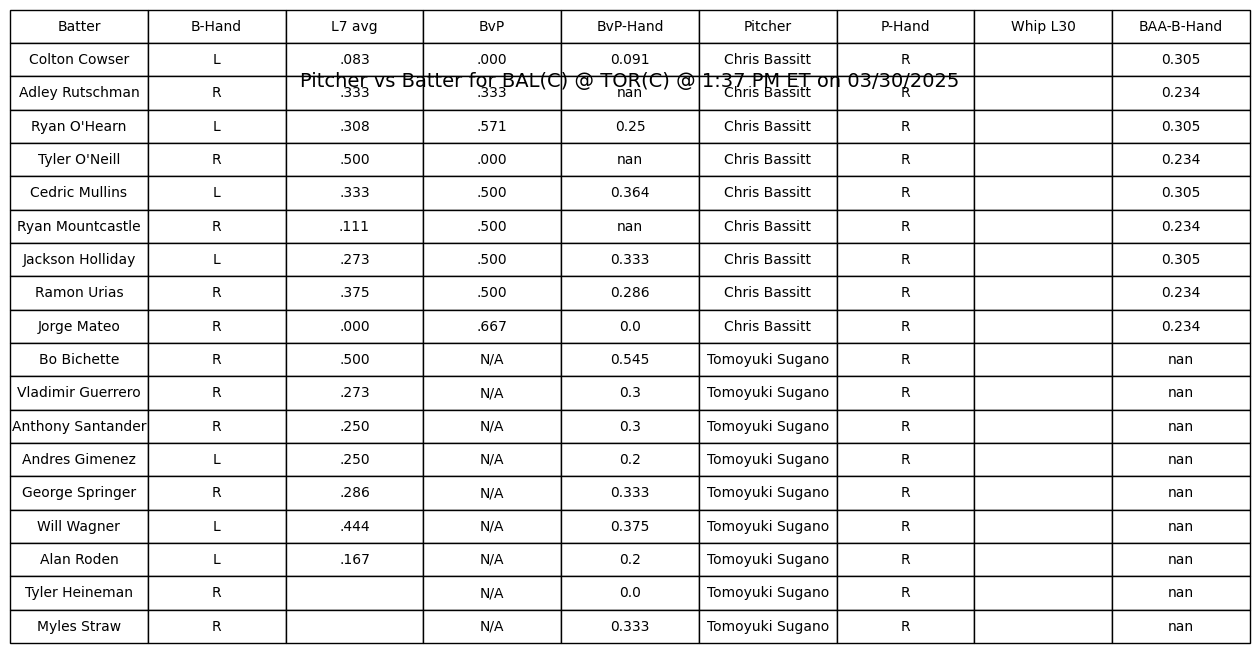 Batter B-Hand L7 avg BvP BvP-Hand Pitcher P-Hand Whip L30 BAA-B-Hand
Colton Cowser L .083 .000 0.091 Chris Bassitt R 0.305
Pitcher vs Batter for BAL(C) @ TOR(C) @ 1:37 PM ET on 03/30/2025
Adley Rutschman R .333 .333 nan Chris Bassitt R 0.234
Ryan O'Hearn L .308 .571 0.25 Chris Bassitt R 0.305
Tyler O'Neill R .500 .000 nan Chris Bassitt R 0.234
Cedric Mullins L .333 .500 0.364 Chris Bassitt R 0.305
Ryan Mountcastle R .111 .500 nan Chris Bassitt R 0.234
Jackson Holliday L .273 .500 0.333 Chris Bassitt R 0.305
Ramon Urias R .375 .500 0.286 Chris Bassitt R 0.234
Jorge Mateo R .000 .667 0.0 Chris Bassitt R 0.234
Bo Bichette R .500 N/A 0.545 Tomoyuki Sugano R nan
Vladimir Guerrero R .273 N/A 0.3 Tomoyuki Sugano R nan
Anthony Santander R .250 N/A 0.3 Tomoyuki Sugano R nan
Andres Gimenez L .250 N/A 0.2 Tomoyuki Sugano R nan
George Springer R .286 N/A 0.333 Tomoyuki Sugano R nan
Will Wagner L .444 N/A 0.375 Tomoyuki Sugano R nan
Alan Roden L .167 N/A 0.2 Tomoyuki Sugano R nan
Tyler Heineman R N/A 0.0 Tomoyuki Sugano R nan
Myles Straw R N/A 0.333 Tomoyuki Sugano R nan